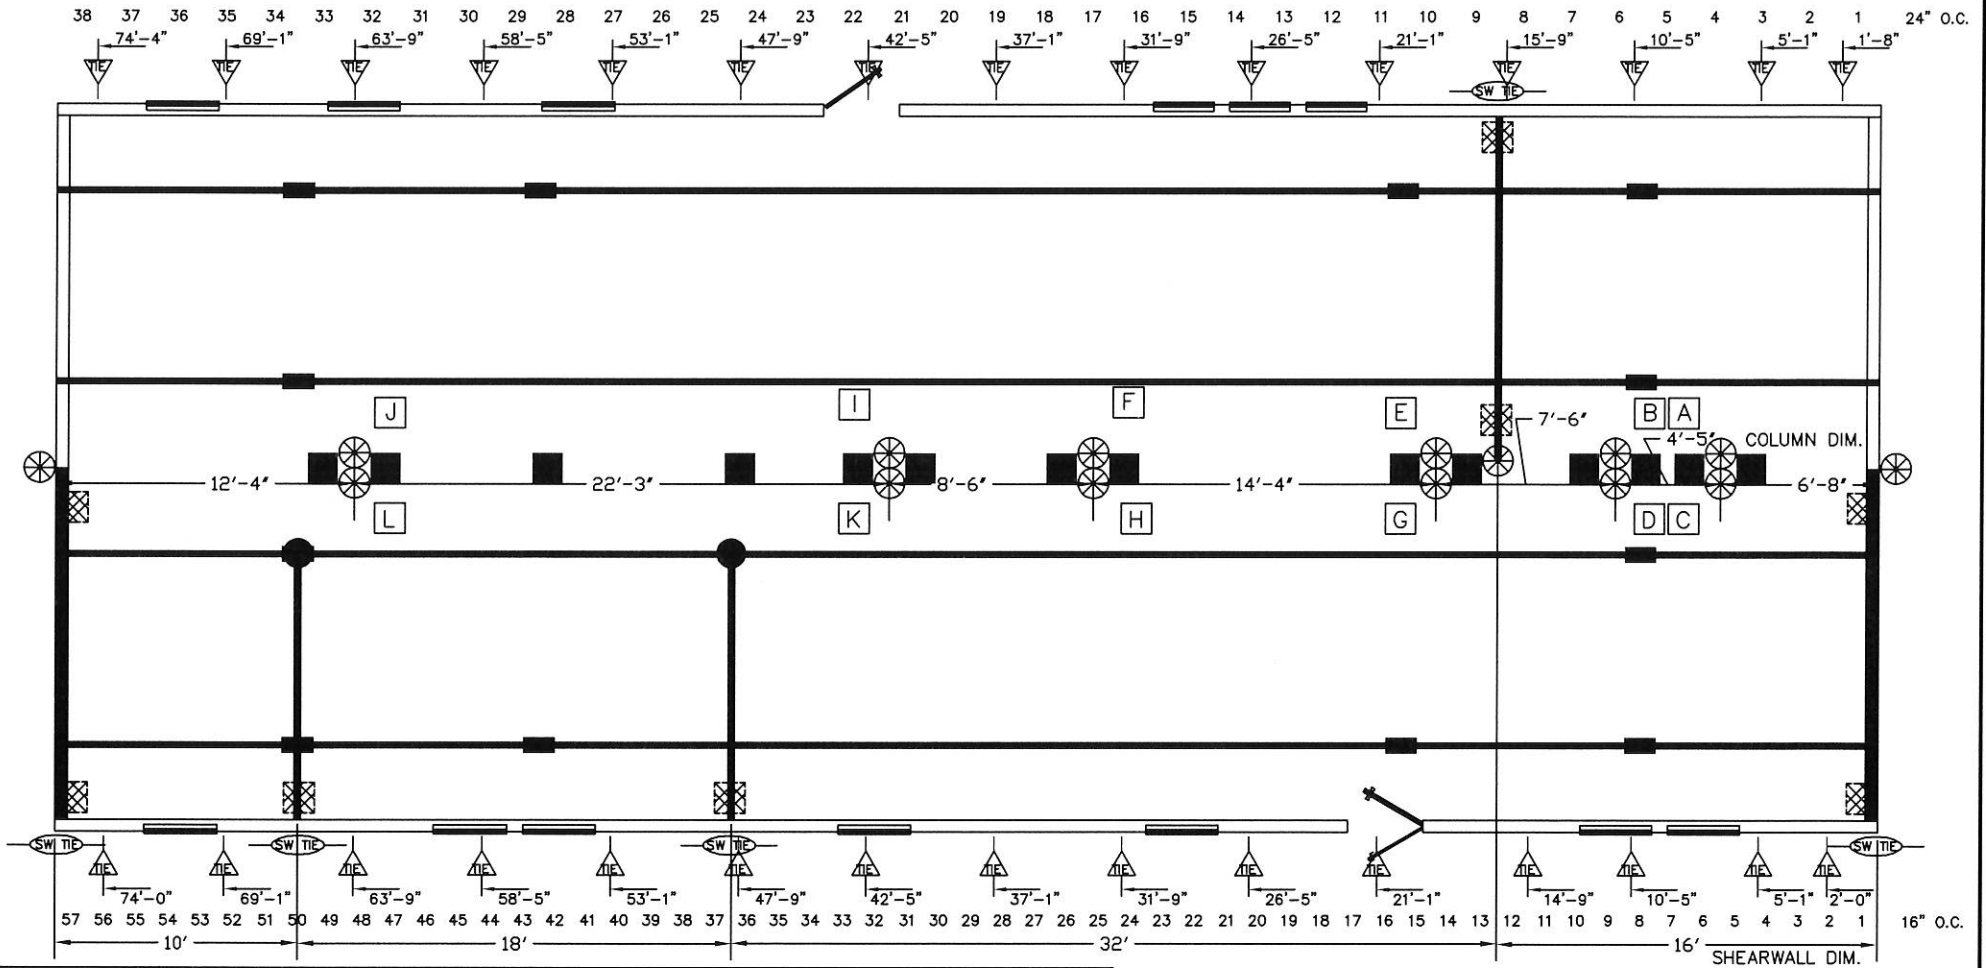 38 37 36 35 34 33 32 31 30 29 28 27 26 25 24 23 22 21 20 19 18 17 16 15 14 13 12 11 10 9 8 7 6 5 4 3 2 1 24" O.C.
74'-4" 69'-1" 63'-9" 58'-5" 53'-1" 47'-9" 42'-5" 37'-1" 31'-9" 26'-5" 21'-1" 15'-9" 10'-5" 5'-1" 1'-8"
TIE TIE TIE TIE TIE TIE TIE TIE TIE TIE TIE TIE TIE TIE TIE
SW TIE
J I F E B A
7'-6"
4'-5" COLUMN DIM.
12'-4" 22'-3" 8'-6" 14'-4" 6'-8"
L K H G D C
SW TIE SW TIE SW TIE SW TIE
TIE TIE TIE TIE TIE TIE TIE TIE TIE TIE TIE TIE TIE TIE TIE
74'-0" 69'-1" 63'-9" 58'-5" 53'-1" 47'-9" 42'-5" 37'-1" 31'-9" 26'-5" 21'-1" 14'-9" 10'-5" 5'-1" 2'-0"
57 56 55 54 53 52 51 50 49 48 47 46 45 44 43 42 41 40 39 38 37 36 35 34 33 32 31 30 29 28 27 26 25 24 23 22 21 20 19 18 17 16 15 14 13 12 11 10 9 8 7 6 5 4 3 2 1 16" O.C.
10' 18' 32' 16'
SHEARWALL DIM.